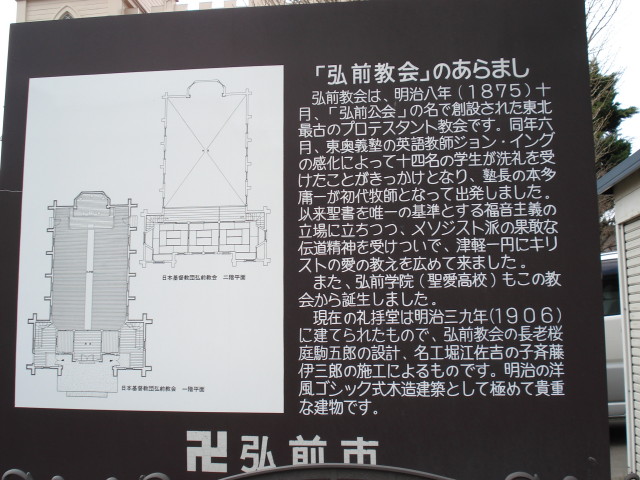 「弘前教会」のあらまし
弘前教会は、明治八年（１８７５）十
月、「弘前公会」の名で創設された東北
最古のプロテスタント教会です。同年六
月、東奥義塾の英語教師ジョン・イング
の感化によって十四名の学生が洗礼を受
けたことがきっかけとなり、塾長の本多
庸一が初代牧師となって出発しました。
以来聖書を唯一の基準とする福音主義の
立場に立ちつつ、メソジスト派の果敢な
伝道精神を受けついで、津軽一円にキリ
ストの愛の教えを広めて来ました。
また、弘前学院（聖愛高校）もこの教
会から誕生しました。
現在の礼拝堂は明治三九年（１９０６）
に建てられたもので、弘前教会の長老桜
庭駒五郎の設計、名工堀江佐吉の子斉藤
伊三郎の施工によるものです。明治の洋
風ゴシック式木造建築として極めて貴重
な建物です。
日本基督教団弘前教会　二階平面
日本基督教団弘前教会　一階平面
卍弘前市